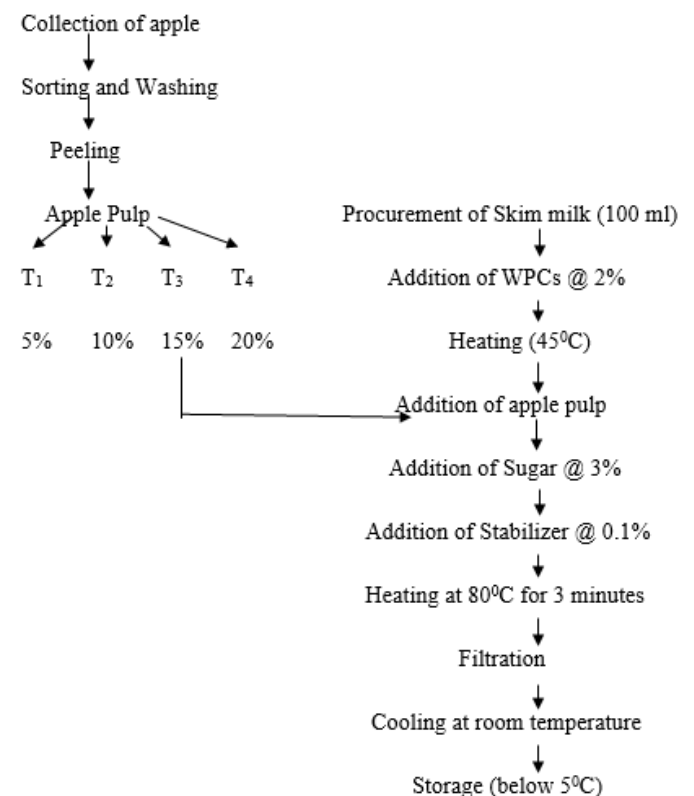 Collection of apple
Sorting and Washing
Peeling
Apple Pulp
T₁ T₂ T₃ T₄
5% 10% 15% 20%
Procurement of Skim milk (100 ml)
Addition of WPCs @ 2%
Heating (45⁰C)
Addition of apple pulp
Addition of Sugar @ 3%
Addition of Stabilizer @ 0.1%
Heating at 80⁰C for 3 minutes
Filtration
Cooling at room temperature
Storage (below 5⁰C)